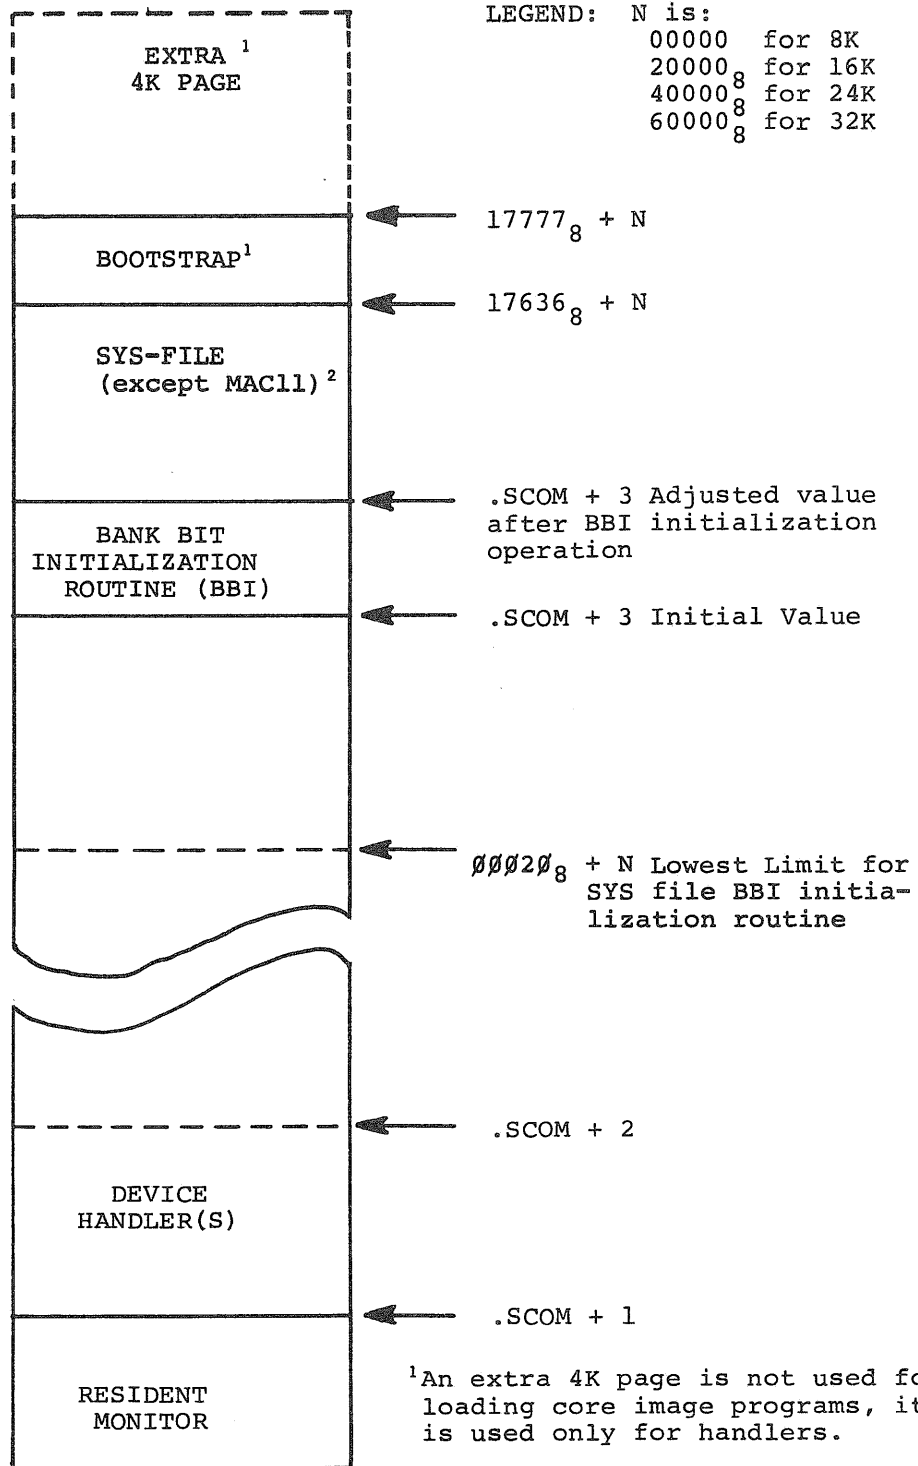 LEGEND: N is:
00000 for 8K
20000₈ for 16K
40000₈ for 24K
60000₈ for 32K
EXTRA ¹
4K PAGE
17777₈ + N
BOOTSTRAP¹
17636₈ + N
SYS-FILE
(except MAC11)²
.SCOM + 3 Adjusted value
after BBI initialization
operation
BANK BIT
INITIALIZATION
ROUTINE (BBI)
.SCOM + 3 Initial Value
ØØØ2Ø₈ + N Lowest Limit for
SYS file BBI initia-
lization routine
.SCOM + 2
DEVICE
HANDLER(S)
.SCOM + 1
RESIDENT
MONITOR
¹An extra 4K page is not used fo
loading core image programs, it
is used only for handlers.